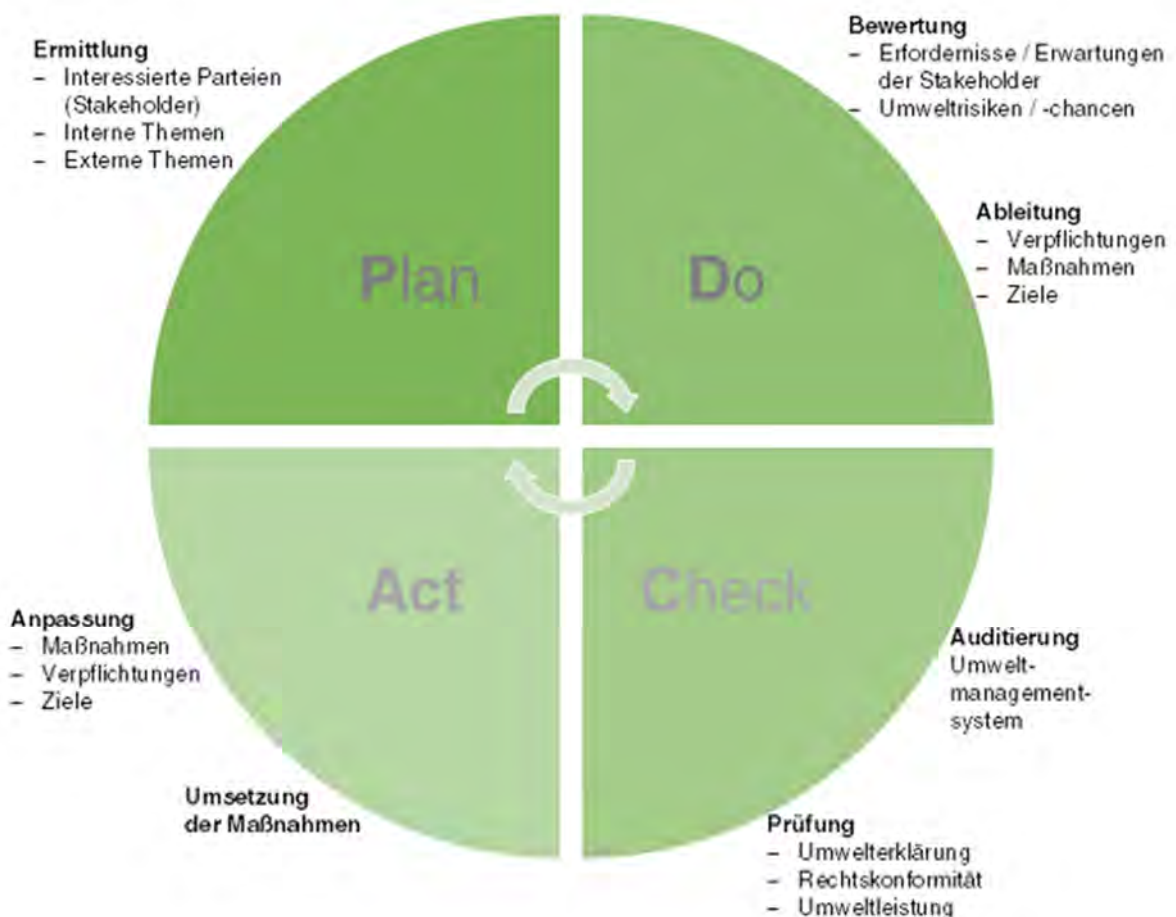 Ermittlung
– Interessierte Parteien
(Stakeholder)
– Interne Themen
– Externe Themen
Bewertung
– Erfordernisse / Erwartungen
der Stakeholder
– Umweltrisiken / -chancen
Ableitung
– Verpflichtungen
– Maßnahmen
– Ziele
Plan
Do
Act
Check
Auditierung
Umwelt-
management-
system
Prüfung
– Umwelterklärung
– Rechtskonformität
– Umweltleistung
Umsetzung
der Maßnahmen
Anpassung
– Maßnahmen
– Verpflichtungen
– Ziele